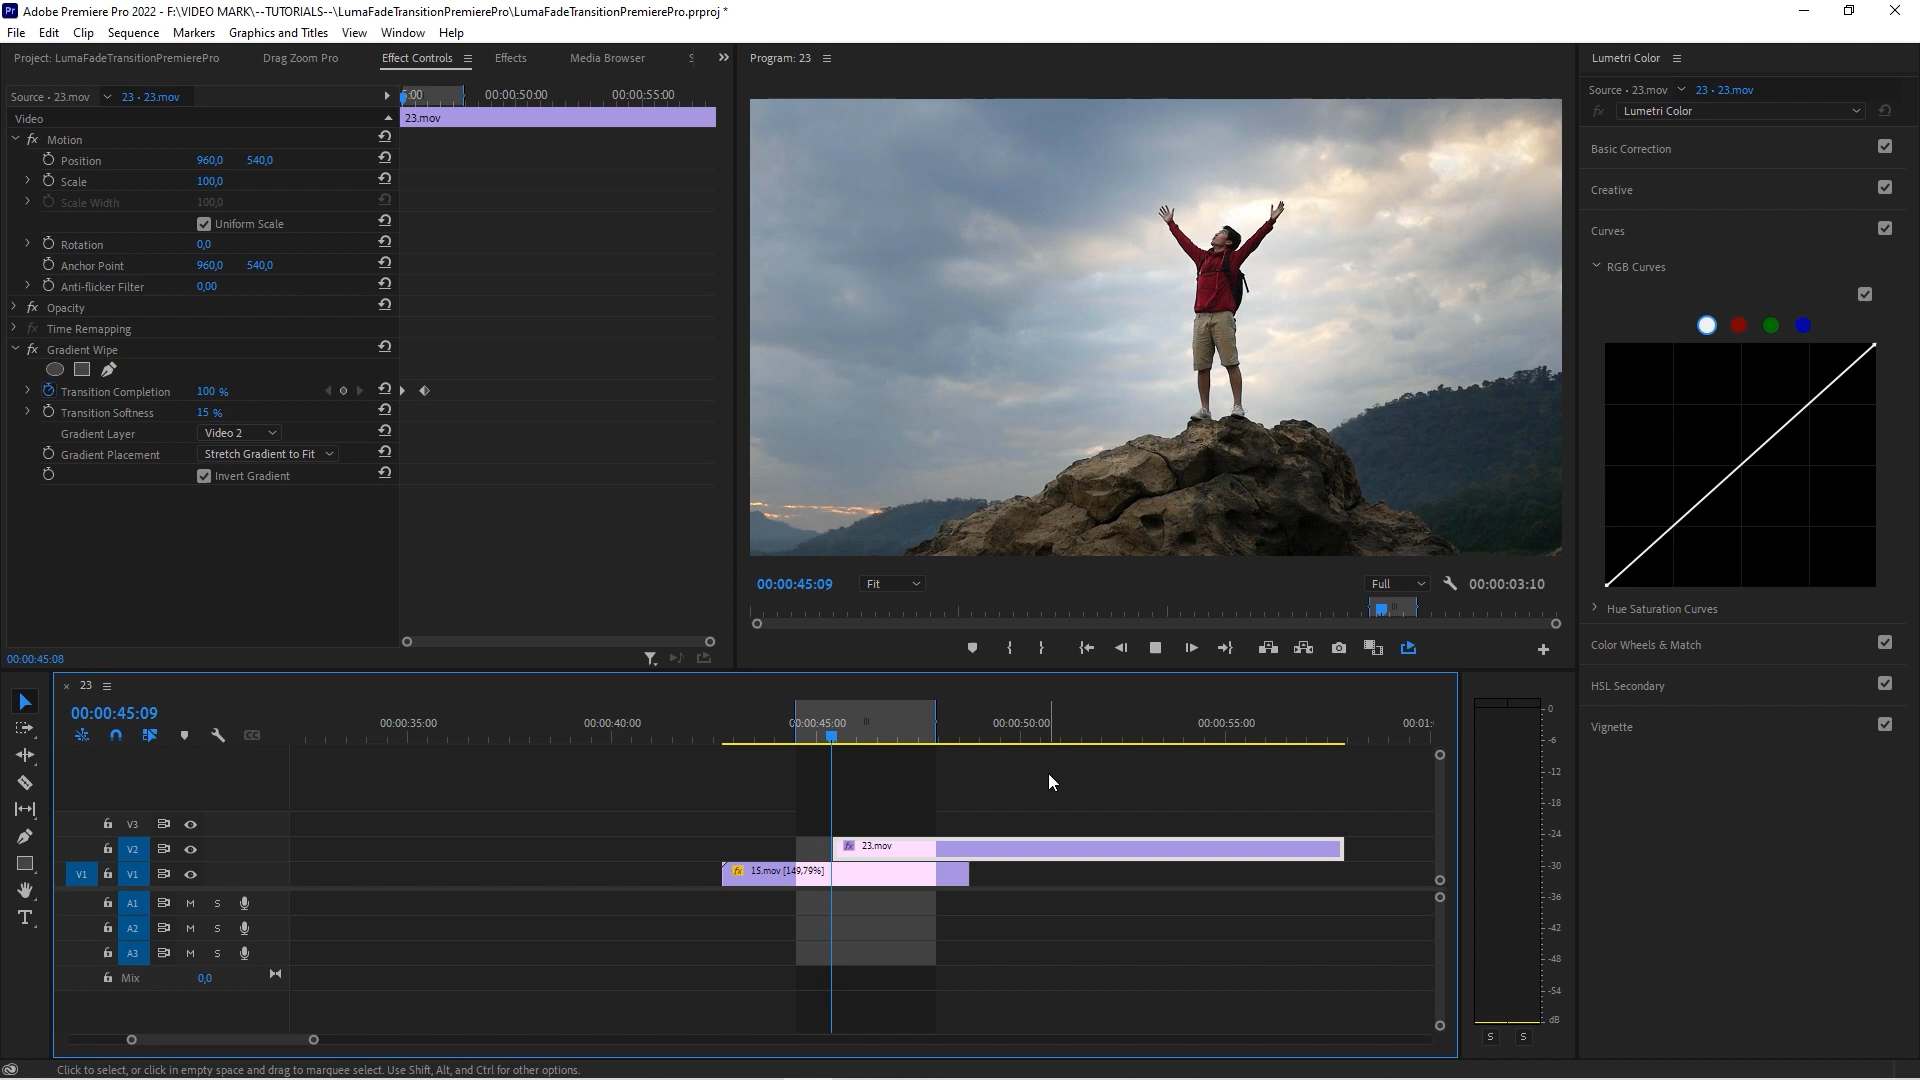 Adobe Premiere Pro 2022 - F:\VIDEO MARK\--TUTORIALS--\LumaFadeTransitionPremierePro\LumaFadeTransitionPremierePro.prproj *
File Edit Clip Sequence Markers Graphics and Titles View Window Help
Project: LumaFadeTransitionPremierePro Drag Zoom Pro Effect Controls Effects Media Browser S
Source • 23.mov 23 • 23.mov
5:00 00:00:50:00 00:00:55:00
Video
23.mov
fx Motion
Position 960,0 540,0
Scale 100,0
Scale Width 100,0
Uniform Scale
Rotation 0,0
Anchor Point 960,0 540,0
Anti-flicker Filter 0,00
fx Opacity
fx Time Remapping
fx Gradient Wipe
Transition Completion 100 %
Transition Softness 15 %
Gradient Layer Video 2
Gradient Placement Stretch Gradient to Fit
Invert Gradient
00:00:45:08
Program: 23
00:00:45:09 Fit Full 00:00:03:10
Lumetri Color
Source • 23.mov 23 • 23.mov
fx Lumetri Color
Basic Correction
Creative
Curves
RGB Curves
Hue Saturation Curves
Color Wheels & Match
HSL Secondary
Vignette
× 23
00:00:45:09
00:00:35:00 00:00:40:00 00:00:45:00 00:00:50:00 00:00:55:00 00:01:
V3
V2
fx 23.mov
V1 V1
fx 15.mov [149,79%]
A1 M S
A2 M S
A3 M S
Mix 0,0
0
-6
-12
-18
-24
-30
-36
-42
-48
-54
dB
S S
Click to select, or click in empty space and drag to marquee select. Use Shift, Alt, and Ctrl for other options.